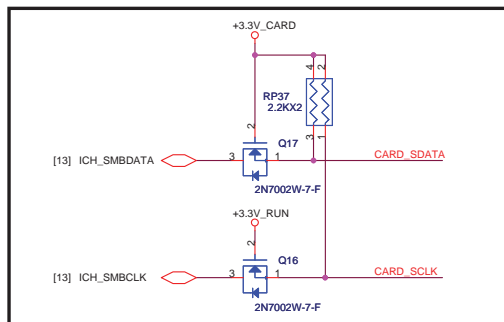 +3.3V_CARD
4 2
RP37
2.2KX2
3 1
2
Q17
[13] ICH_SMBDATA 3 1 CARD_SDATA
2N7002W-7-F
+3.3V_RUN
2
Q16
[13] ICH_SMBCLK 3 1 CARD_SCLK
2N7002W-7-F